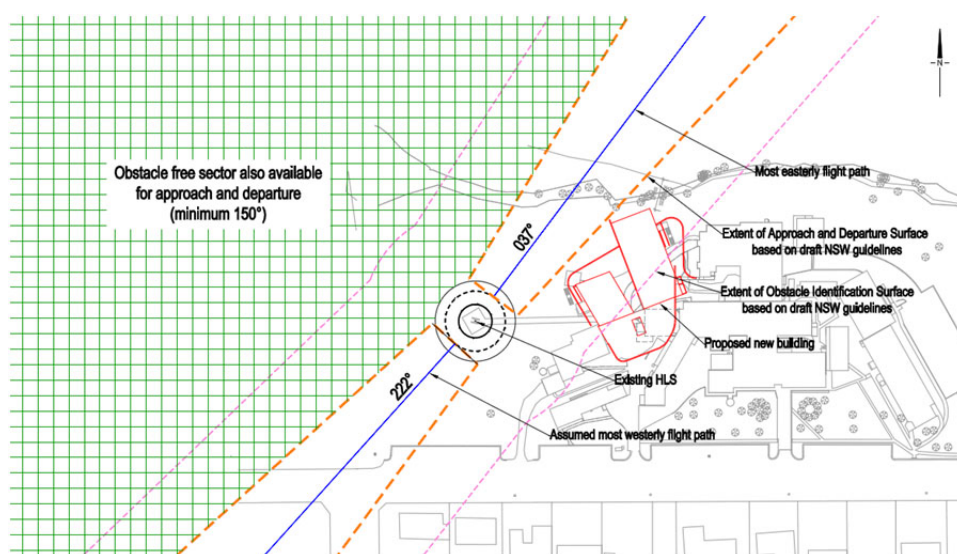 -N-
Obstacle free sector also available
for approach and departure
(minimum 150°)
Most easterly flight path
037°
Extent of Approach and Departure Surface
based on draft NSW guidelines
Extent of Obstacle Identification Surface
based on draft NSW guidelines
Proposed new building
Existing HLS
222°
Assumed most westerly flight path